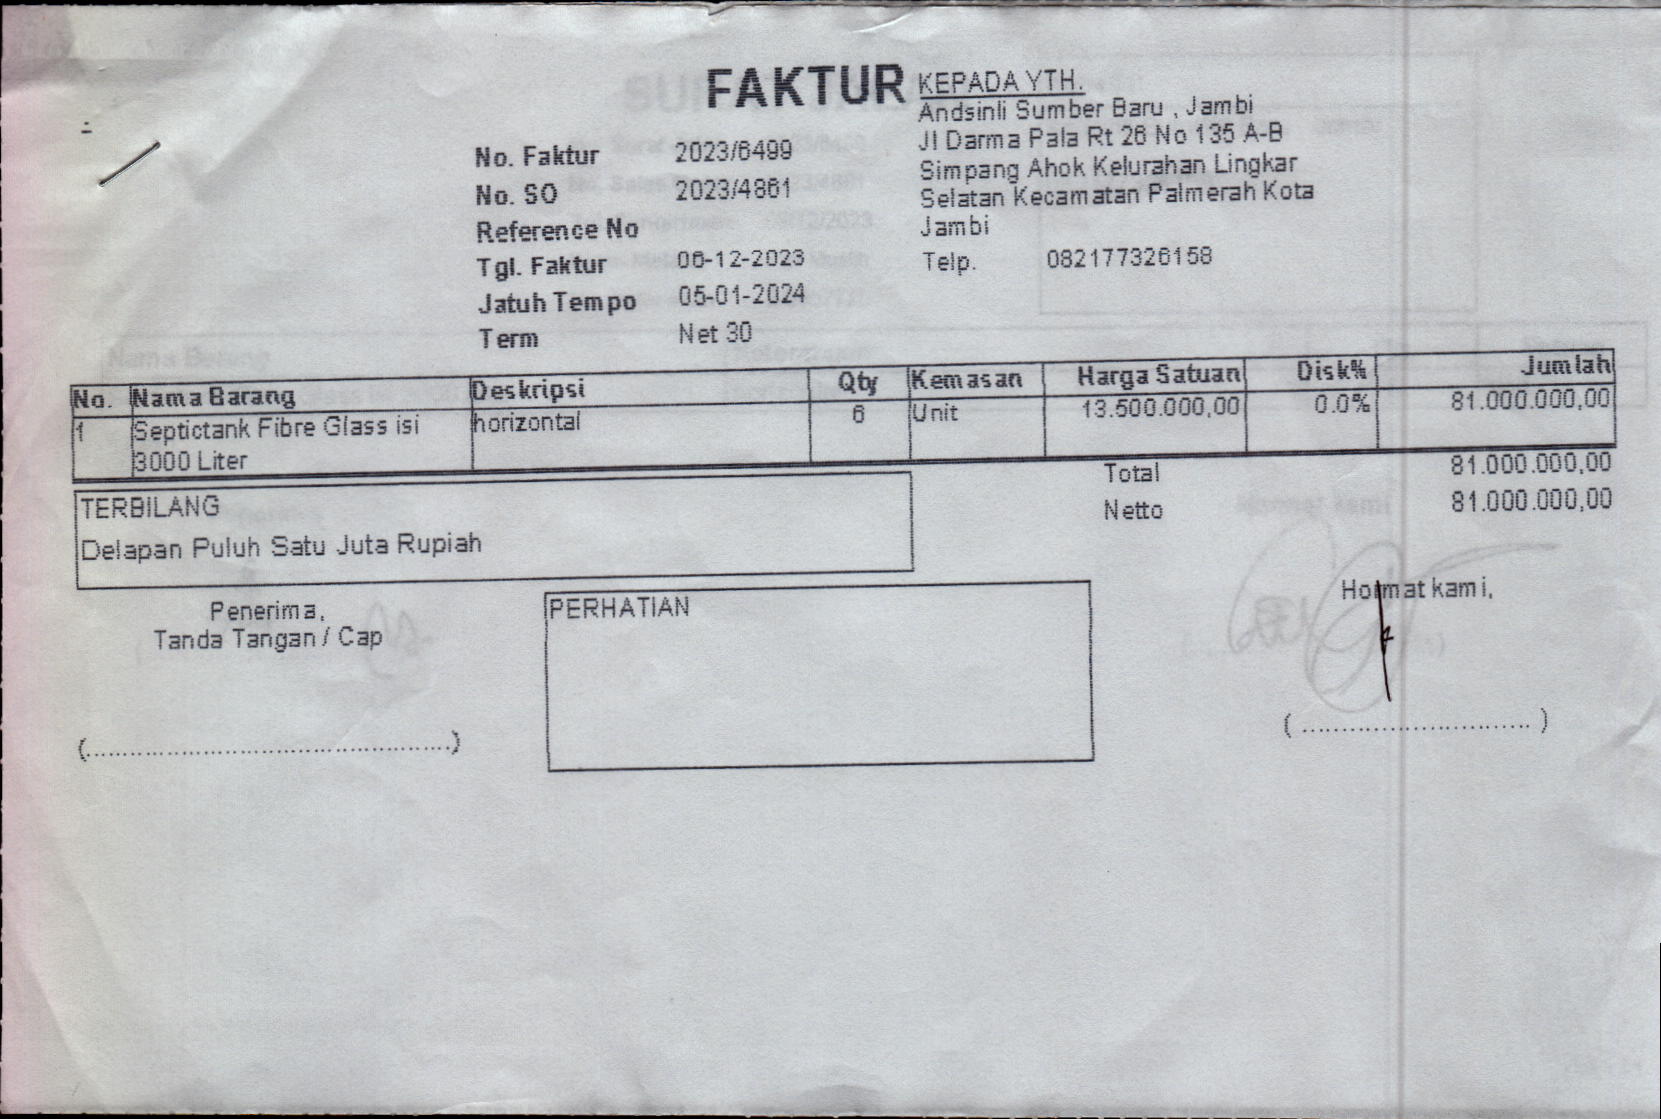 FAKTUR
KEPADA YTH.
Andsinli Sumber Baru , Jambi
Jl Darma Pala Rt 26 No 135 A-B
Simpang Ahok Kelurahan Lingkar
Selatan Kecamatan Palmerah Kota
Jambi
Telp. 082177326158
No. Faktur 2023/6499
No. SO 2023/4861
Reference No
Tgl. Faktur 06-12-2023
Jatuh Tempo 05-01-2024
Term Net 30
No. Nama Barang Deskripsi Qty Kemasan Harga Satuan Disk% Jumlah
1 Septictank Fibre Glass isi horizontal 6 Unit 13.500.000,00 0.0% 81.000.000,00
3000 Liter
Total 81.000.000,00
Netto 81.000.000,00
TERBILANG
Delapan Puluh Satu Juta Rupiah
Penerima,
Tanda Tangan / Cap
PERHATIAN
Hormat kami,
(................................................)
( ............................ )